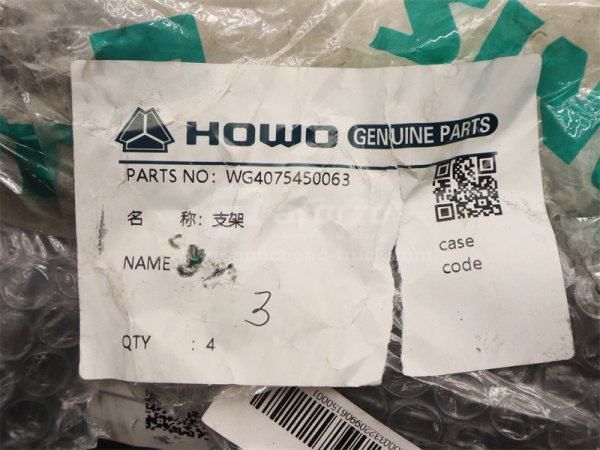 HOWO GENUINE PARTS
PARTS NO: WG4075450063
名 称: 支架
NAME
3
QTY : 4
case
code